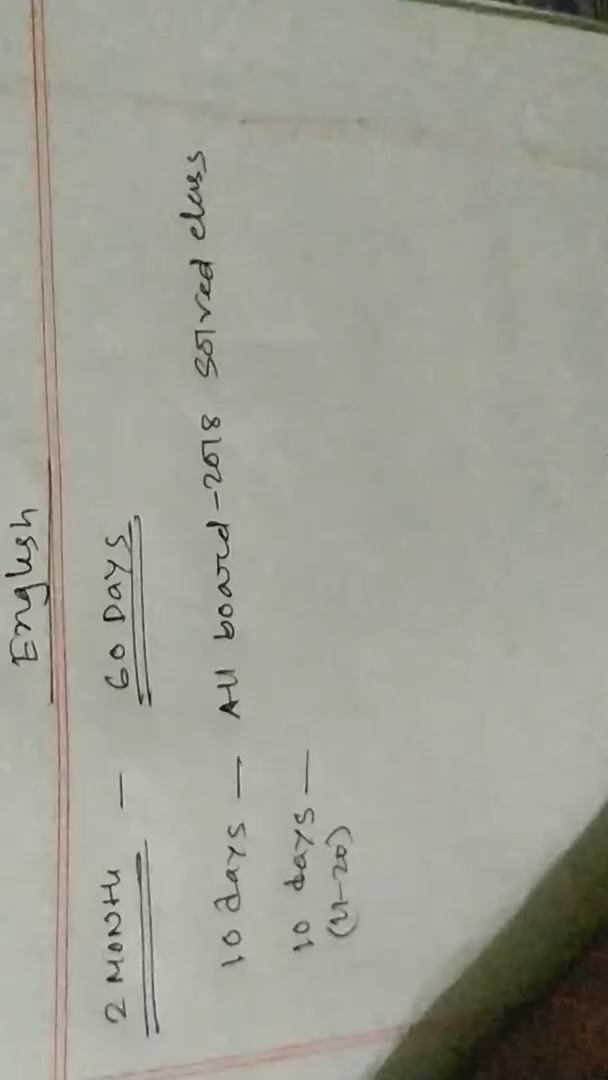 English
2 MONTH - 60 DAYS
10 days - All board-2018 solved class
10 days -
(11-20)